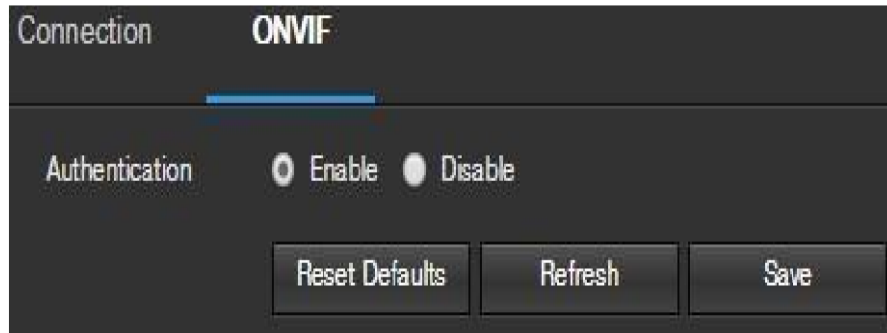 Connection ONVIF
Authentication Enable Disable
Reset Defaults Refresh Save